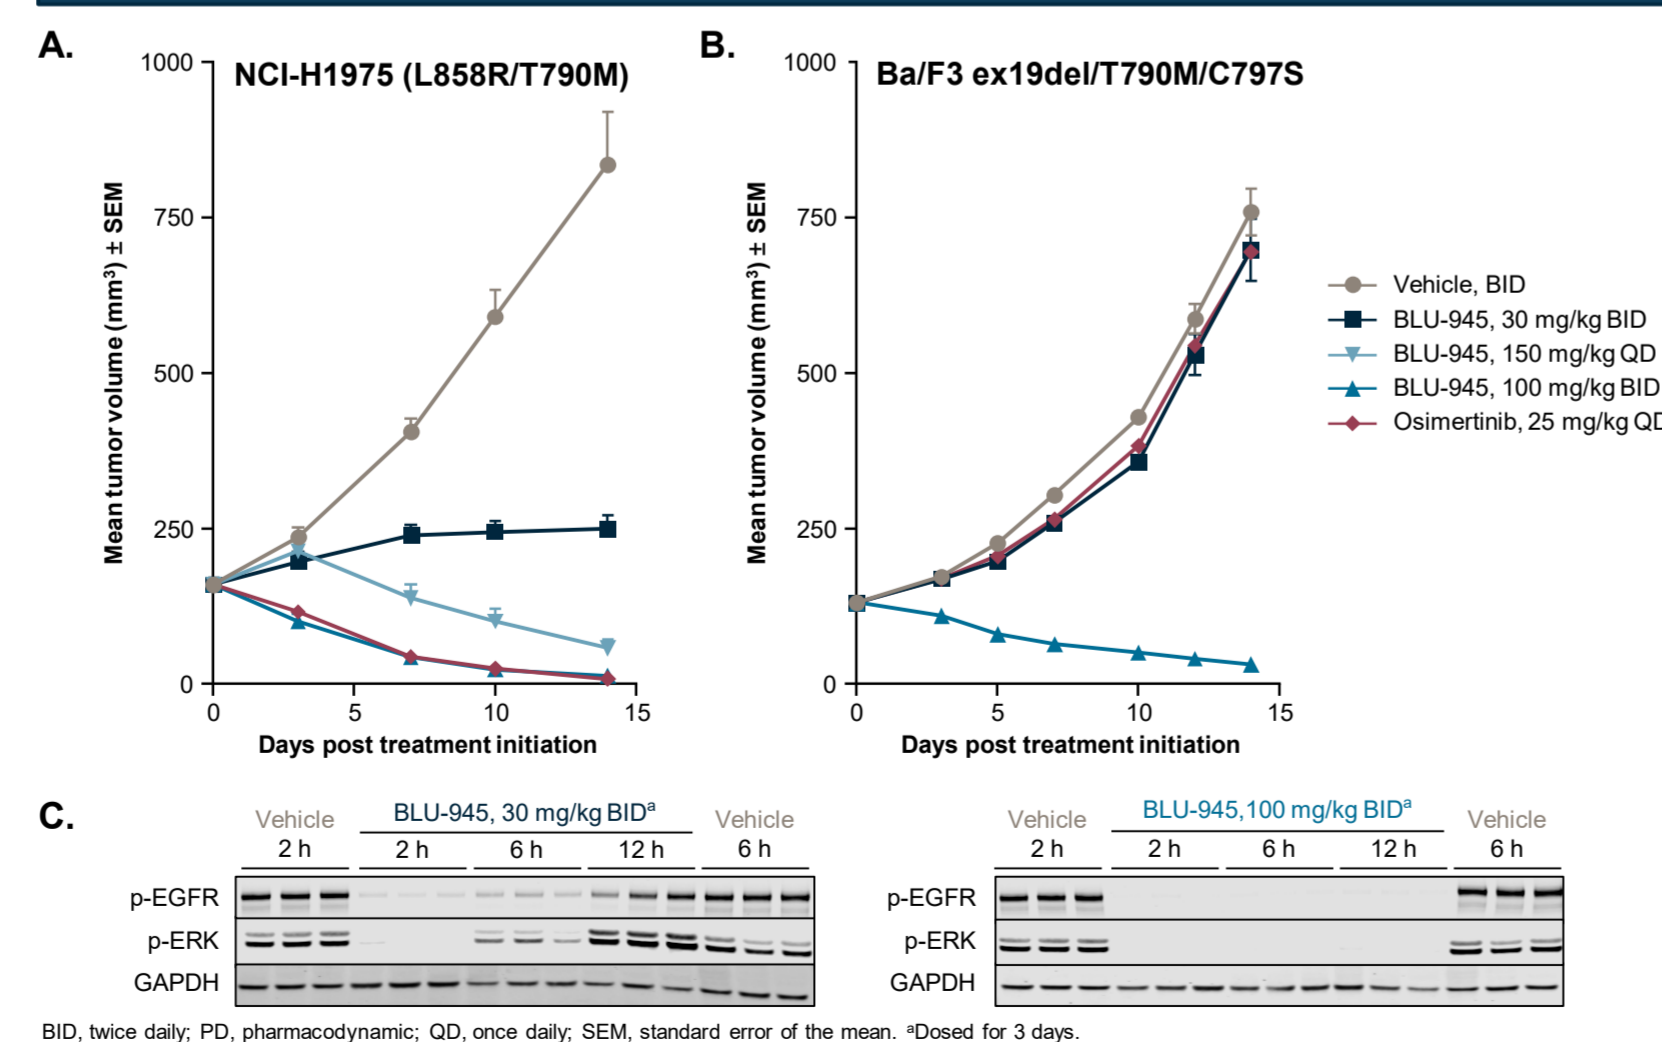 A.
NCI-H1975 (L858R/T790M)
1000
750
500
250
0
0 5 10 15
Mean tumor volume (mm³) ± SEM
Days post treatment initiation
B.
Ba/F3 ex19del/T790M/C797S
1000
750
500
250
0
0 5 10 15
Mean tumor volume (mm³) ± SEM
Days post treatment initiation
Vehicle, BID
BLU-945, 30 mg/kg BID
BLU-945, 150 mg/kg QD
BLU-945, 100 mg/kg BID
Osimertinib, 25 mg/kg QD
C.
Vehicle BLU-945, 30 mg/kg BIDᵃ Vehicle
2 h 2 h 6 h 12 h 6 h
p-EGFR
p-ERK
GAPDH
Vehicle BLU-945,100 mg/kg BIDᵃ Vehicle
2 h 2 h 6 h 12 h 6 h
p-EGFR
p-ERK
GAPDH
BID, twice daily; PD, pharmacodynamic; QD, once daily; SEM, standard error of the mean. ᵃDosed for 3 days.